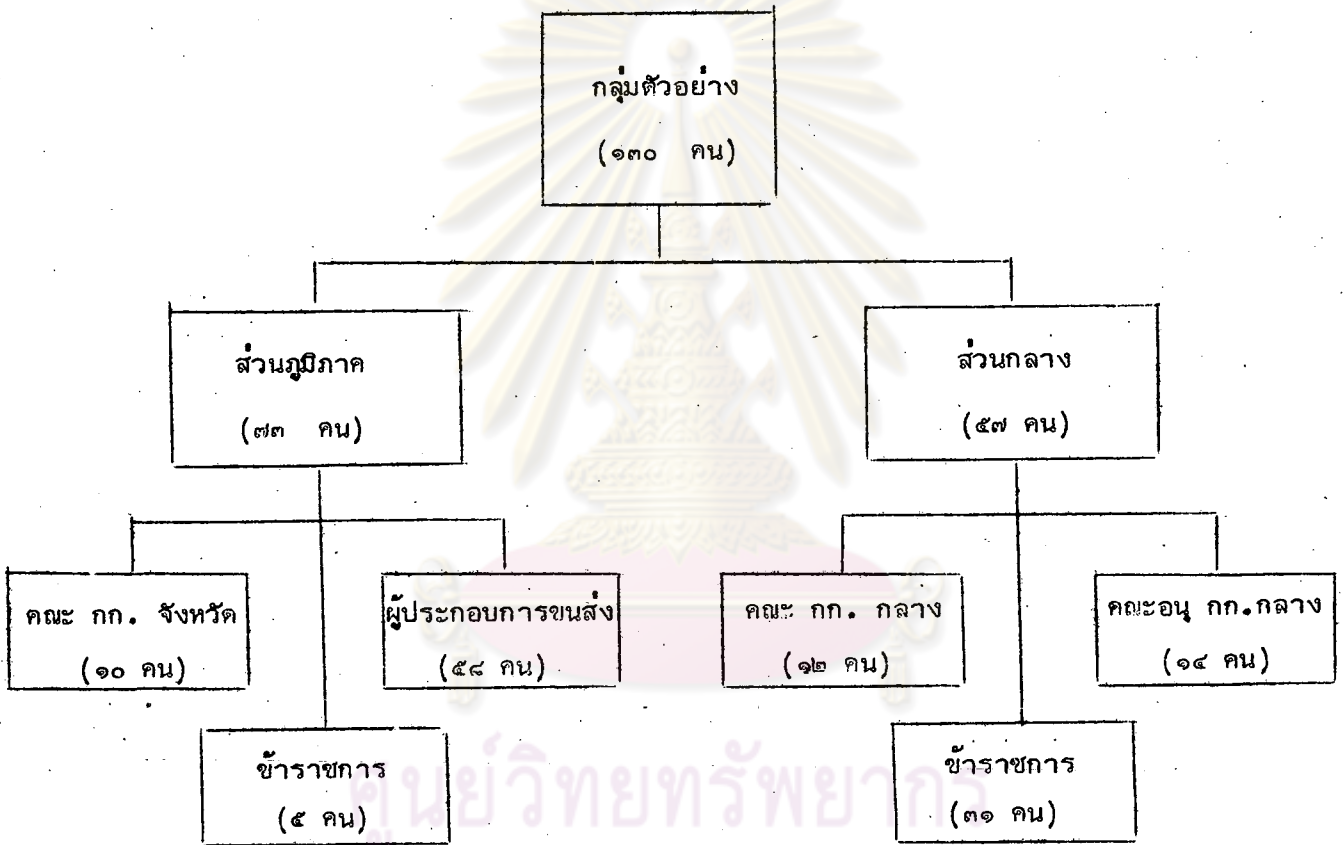 กลุ่มตัวอย่าง
(๑๓๐ คน)
ส่วนภูมิภาค
(๗๓ คน)
ส่วนกลาง
(๕๗ คน)
คณะ กก. จังหวัด
(๑๐ คน)
ผู้ประกอบการขนส่ง
(๕๘ คน)
คณะ กก. กลาง
(๑๒ คน)
คณะอนุ กก.กลาง
(๑๔ คน)
ข้าราชการ
(๕ คน)
ข้าราชการ
(๓๑ คน)
ศูนย์วิทยทรัพยากร